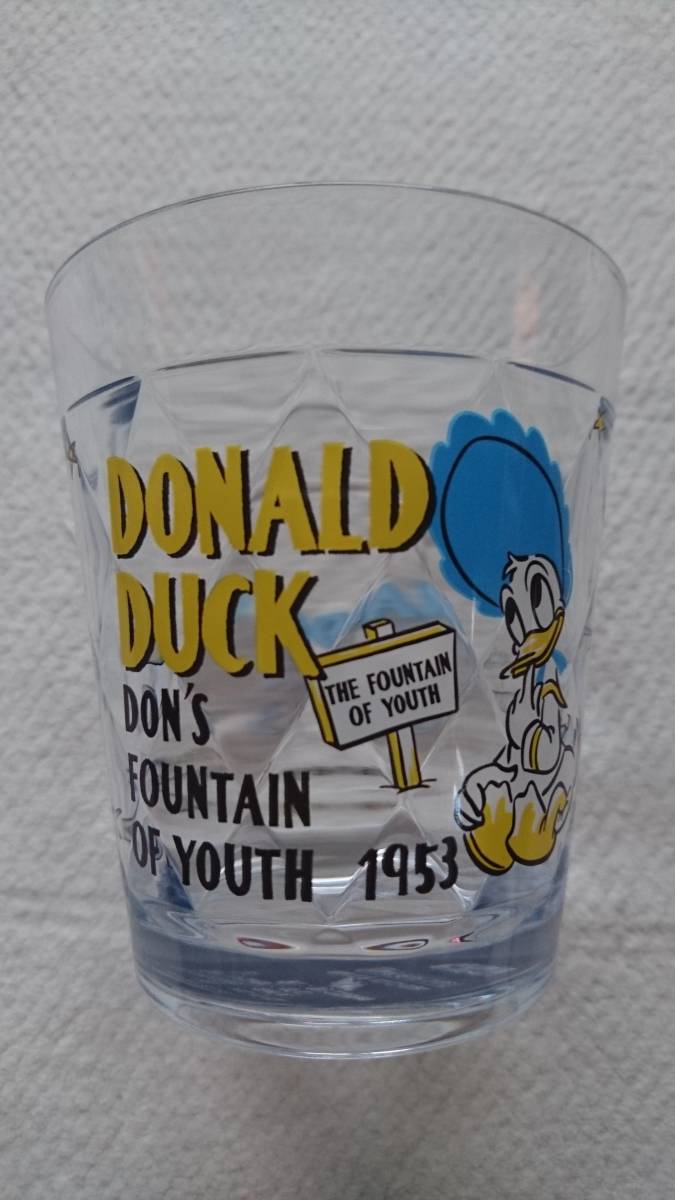 DONALD
DUCK
THE FOUNTAIN
OF YOUTH
DON'S
FOUNTAIN
OF YOUTH 1953